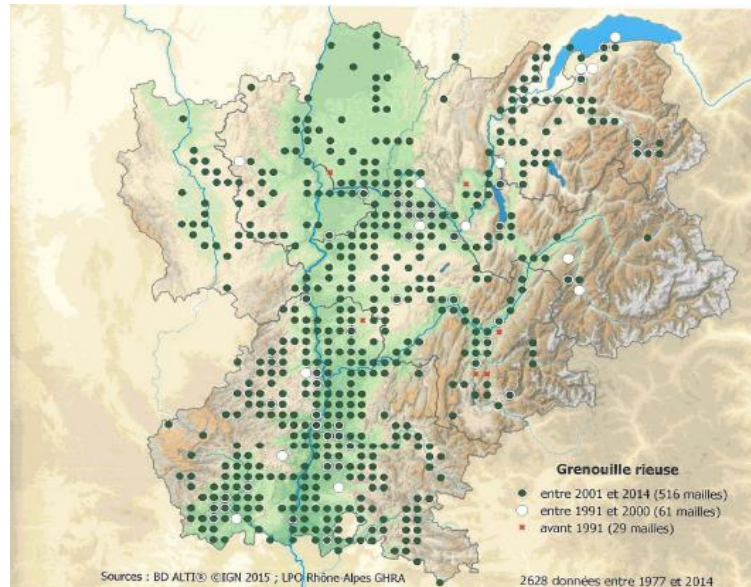 Grenouille rieuse
entre 2001 et 2014 (516 mailles)
entre 1991 et 2000 (61 mailles)
avant 1991 (29 mailles)
Sources : BD ALTI® ©IGN 2015 ; LPO Rhône-Alpes GHRA
2628 données entre 1977 et 2014